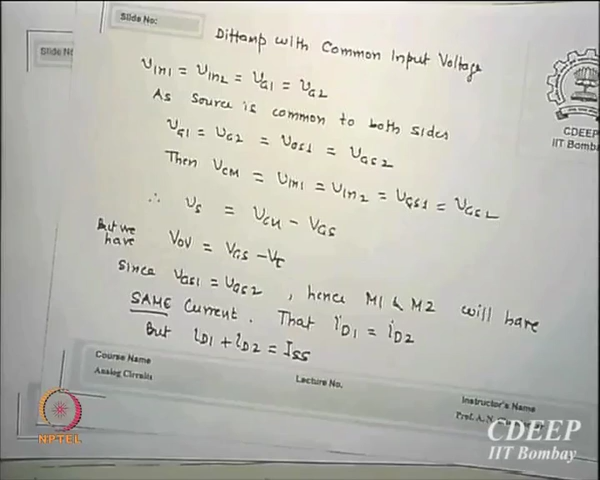 Slide No:
Slide No
Diffamp with Common Input Voltage
VIN1 = VIN2 = VG1 = VG2
As Source is common to both sides
VG1 = VG2 = VGS1 = VGS2
Then VCM = VIN1 = VIN2 = VGS1 = VGS2
∴ VS = VCM - VGS
But we have VOV = VGS - Vt
Since VGS1 = VGS2, hence M1 & M2 will have
SAME Current. That iD1 = iD2
But iD1 + iD2 = ISS
CDEEP
IIT Bombay
Course Name
Analog Circuits
Lecture No.
Instructor's Name
Prof. A. N.
NPTEL
CDEEP
IIT Bombay